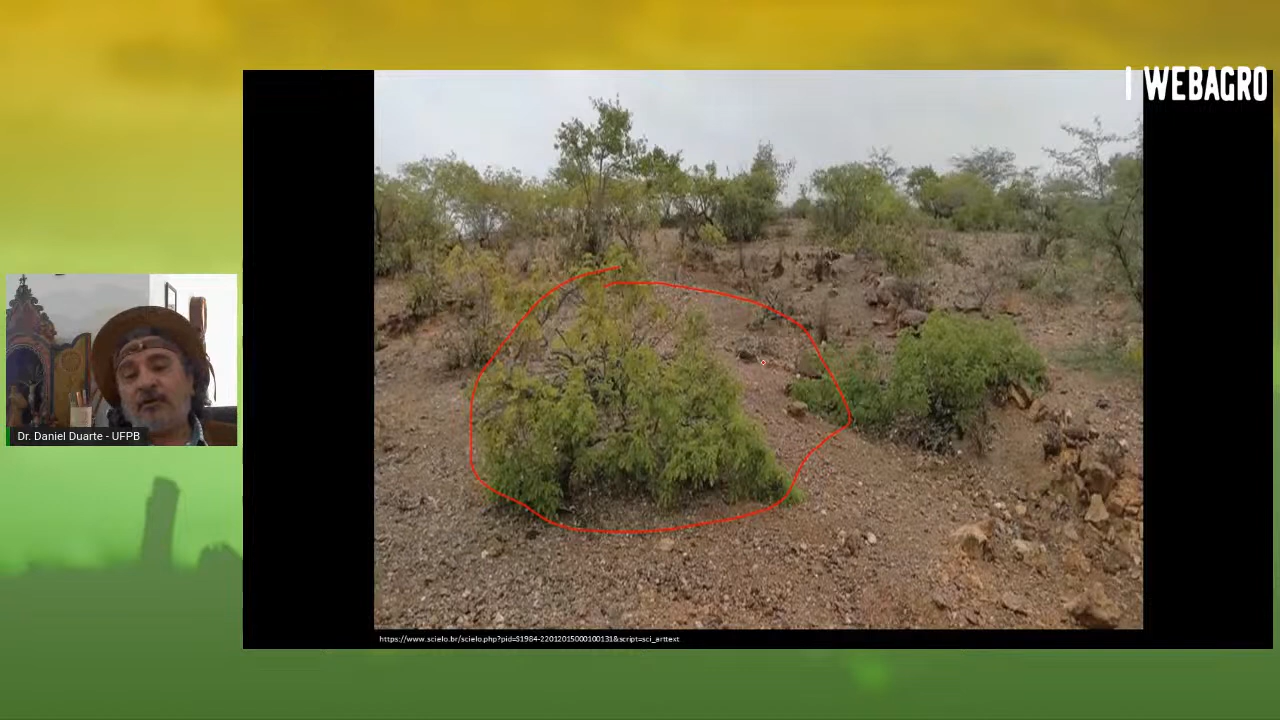 I WEBAGRO
Dr. Daniel Duarte - UFPB
https://www.scielo.br/scielo.php?pid=S1984-22012015000100131&script=sci_arttext